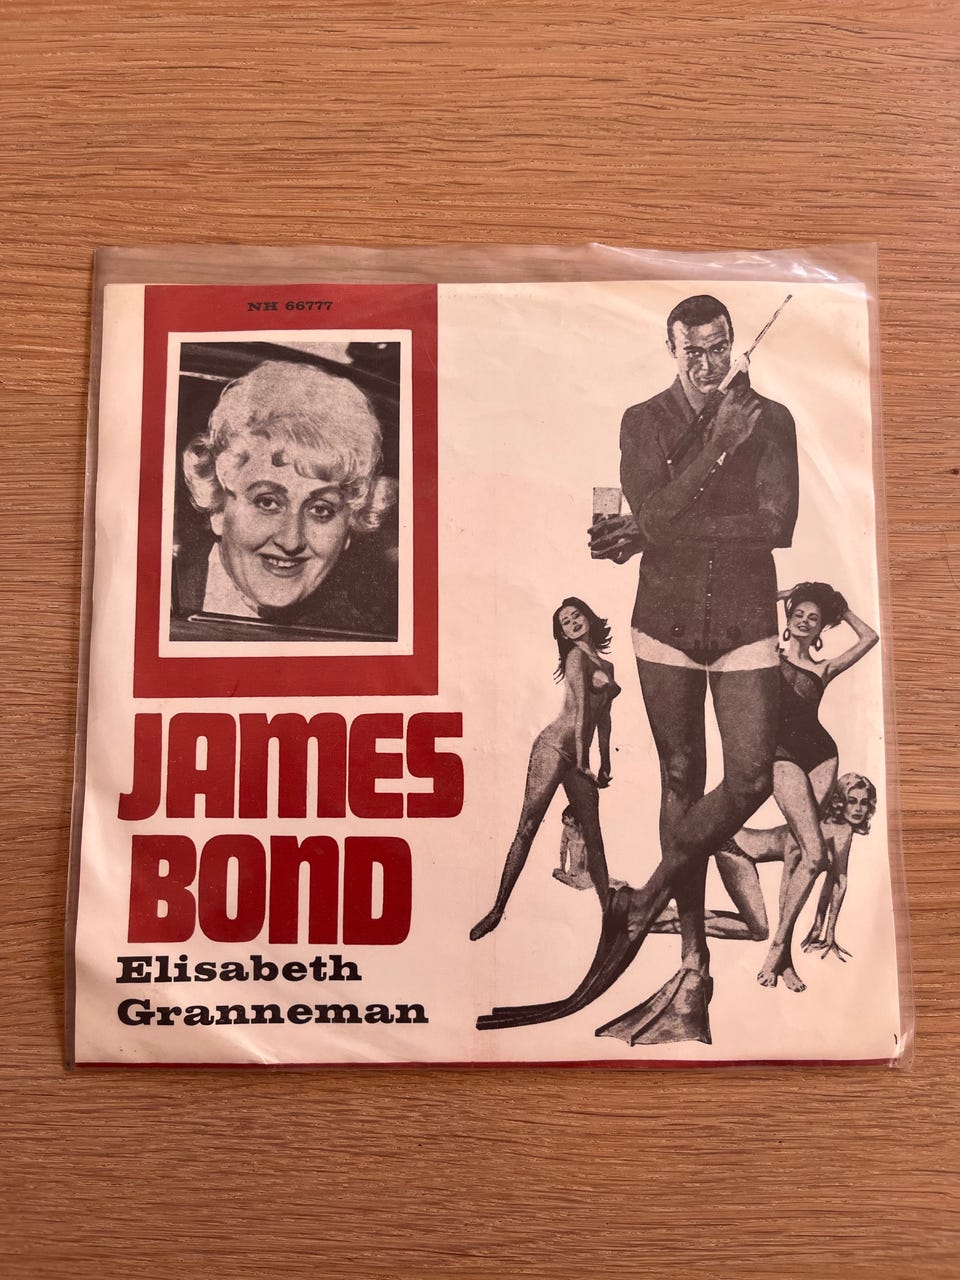 NH 66777
JAMES
BOND
Elisabeth
Granneman